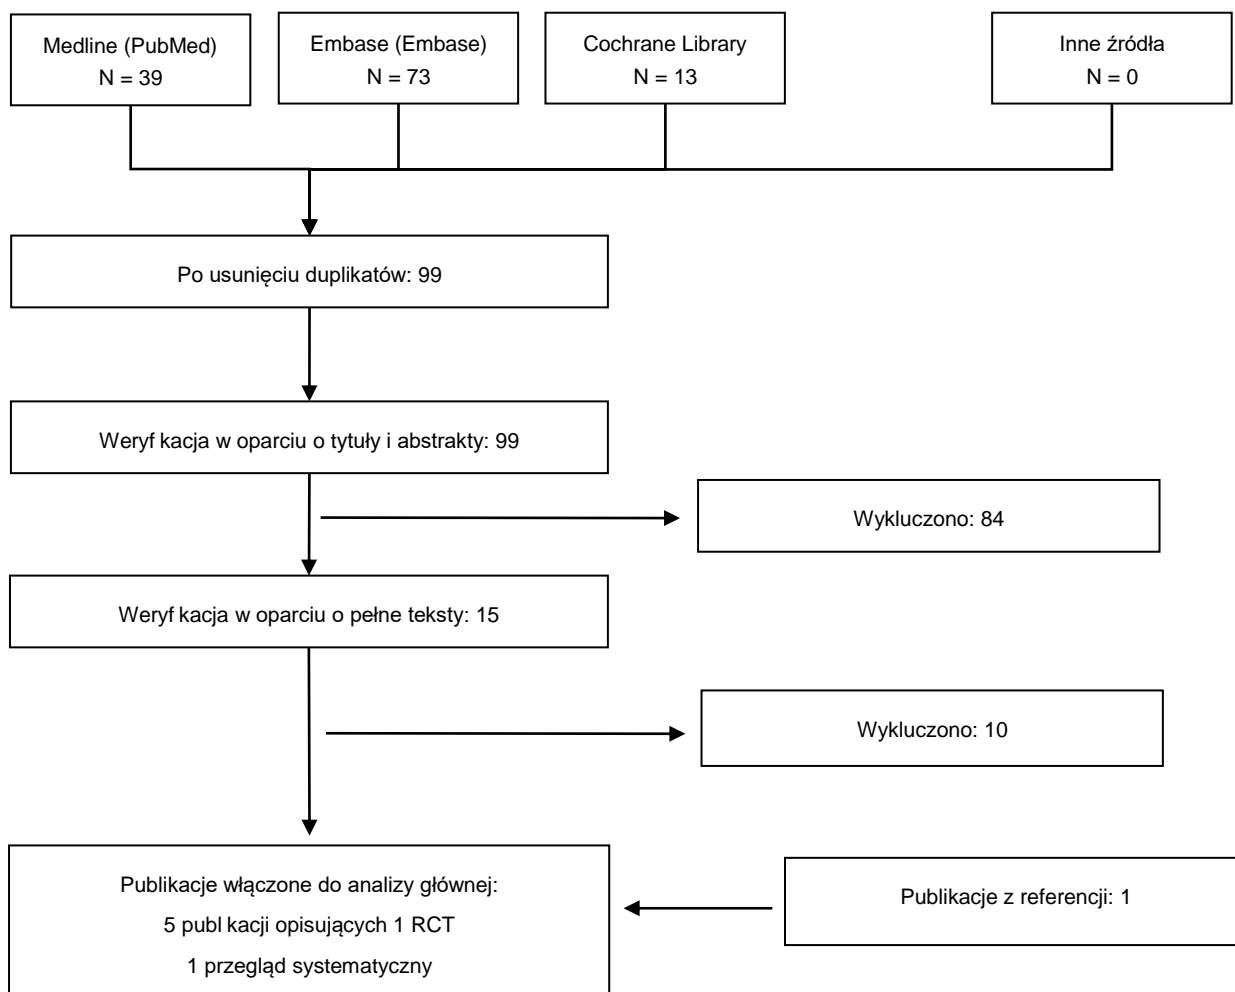 Medline (PubMed)
N = 39
Embase (Embase)
N = 73
Cochrane Library
N = 13
Inne źródła
N = 0
Po usunięciu duplikatów: 99
Weryf kacja w oparciu o tytuły i abstrakty: 99
Wykluczono: 84
Weryf kacja w oparciu o pełne teksty: 15
Wykluczono: 10
Publikacje włączone do analizy głównej:
5 publ kacji opisujących 1 RCT
1 przegląd systematyczny
Publikacje z referencji: 1